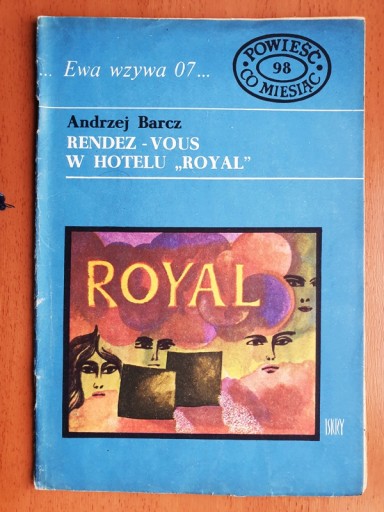 ... Ewa wzywa 07...
POWIEŚĆ
98
CO MIESIĄC
Andrzej Barcz
RENDEZ - VOUS
W HOTELU „ROYAL”
ROYAL
ISKRY